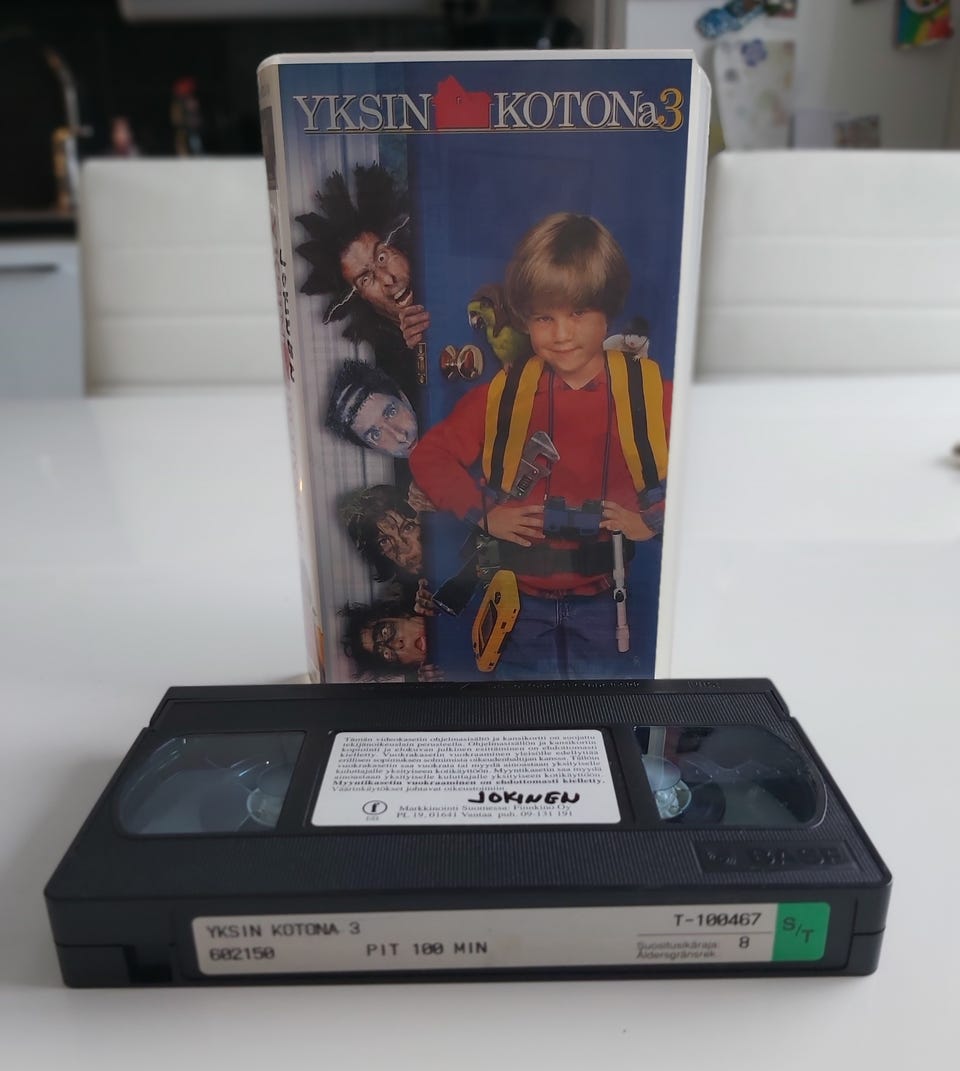 YKSIN KOTONa3
JOKINEN
Tämän videokasetin ohjelmasisältö ja kansikortti on suojattu
tekijänoikeuslain perusteella. Ohjelmasisällön ja kansikortin
kopiointi ja elokuvan julkinen esittäminen on ehdottomasti
kielletty. Vuokrakasetin vuokraaminen yleisölle edellyttää
erillisen sopimuksen solmimista oikeudenhaltijan kanssa. Tällöin
vuokrakasetin saa vuokrata tai myydä ainoastaan yksityiselle
kuluttajalle yksityiseen kotikäyttöön. Myyntikasetin saa myydä
ainoastaan yksityiselle kuluttajalle yksityiseen kotikäyttöön.
Myyntikasetin vuokraaminen on ehdottomasti kielletty.
Väärinkäytökset johtavat oikeustoimiin.
JOKINEN
Markkinointi Suomessa: Finnkino Oy
PL 19, 01641 Vantaa puh. 09-131 191
YKSIN KOTONA 3
602150
PIT 100 MIN
T-100467
Suositusikäraja:
Åldersgränsrek.
8
S/T